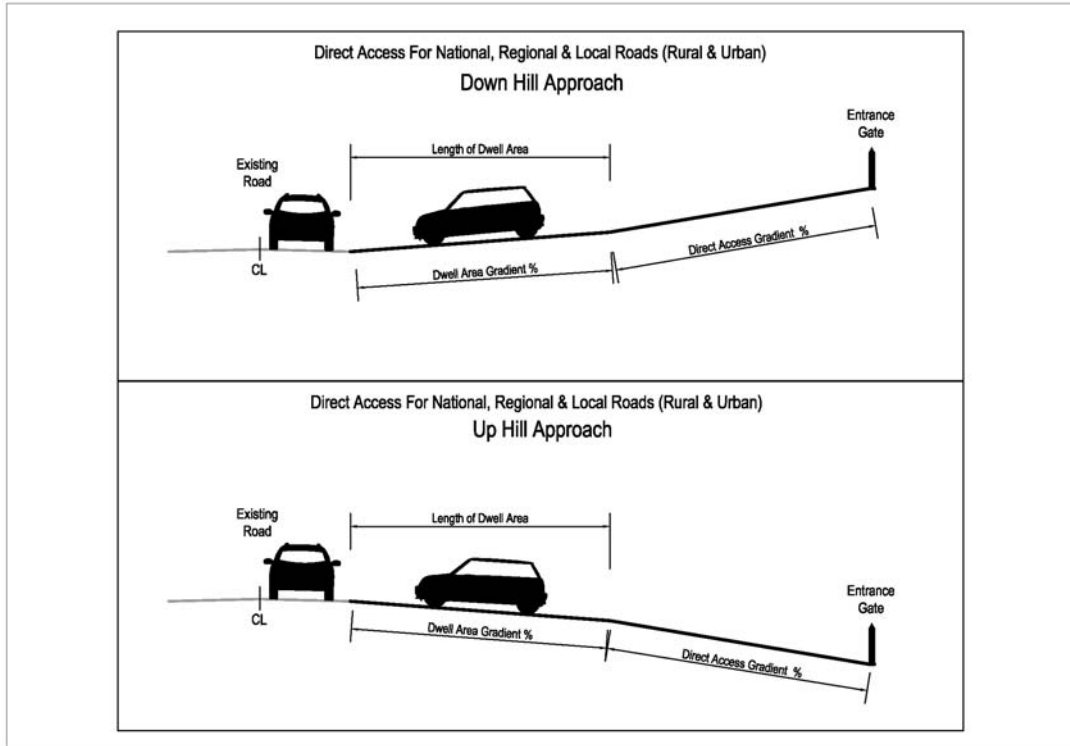 Direct Access For National, Regional & Local Roads (Rural & Urban)
Down Hill Approach
Entrance
Gate
Length of Dwell Area
Existing
Road
CL
Dwell Area Gradient %
Direct Access Gradient %
Direct Access For National, Regional & Local Roads (Rural & Urban)
Up Hill Approach
Existing
Road
Length of Dwell Area
Entrance
Gate
CL
Dwell Area Gradient %
Direct Access Gradient %